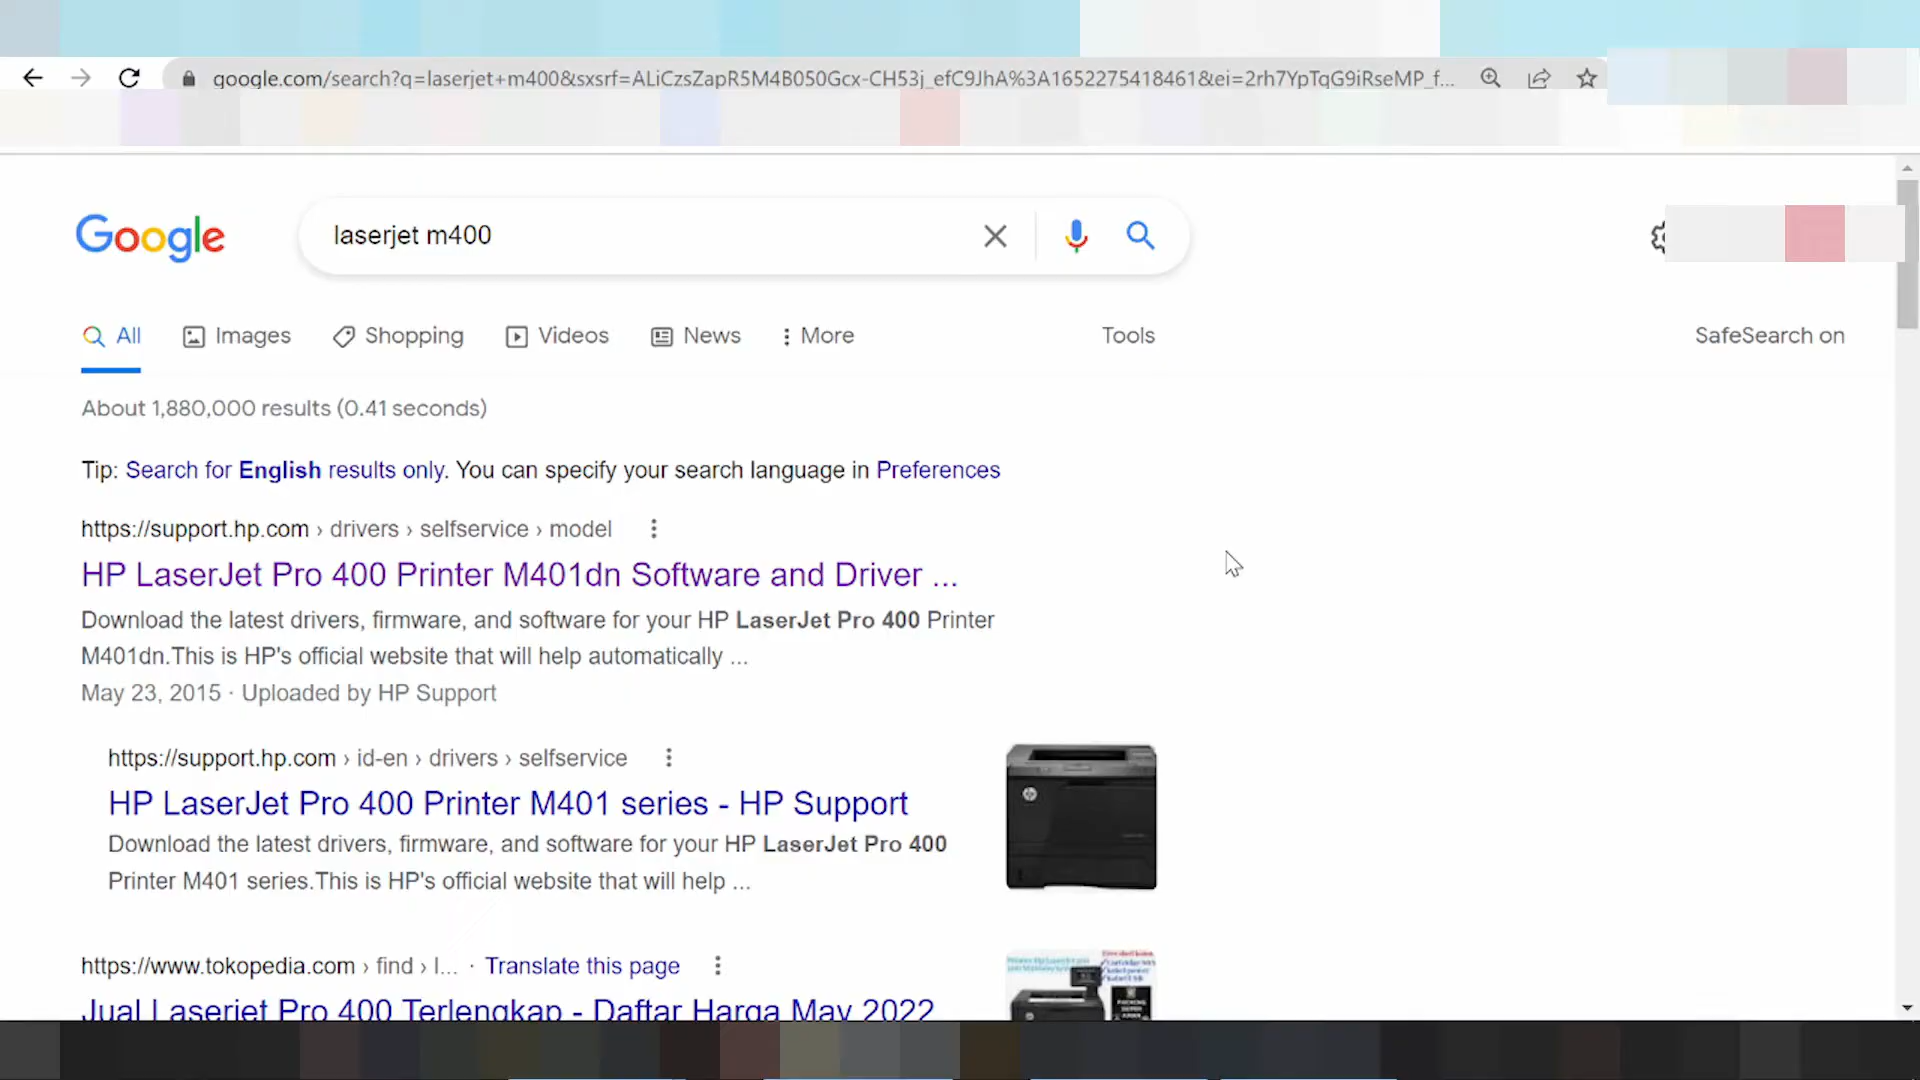 google.com/search?q=laserjet+m400&sxsrf=ALiCzsZapR5M4B050Gcx-CH53j_efC9JhA%3A1652275418461&ei=2rh7YpTqG9iRseMP_f...
Google
laserjet m400
All
Images
Shopping
Videos
News
More
Tools
SafeSearch on
About 1,880,000 results (0.41 seconds)
Tip: Search for English results only. You can specify your search language in Preferences
https://support.hp.com › drivers › selfservice › model
HP LaserJet Pro 400 Printer M401dn Software and Driver ...
Download the latest drivers, firmware, and software for your HP LaserJet Pro 400 Printer
M401dn.This is HP's official website that will help automatically ...
May 23, 2015 · Uploaded by HP Support
https://support.hp.com › id-en › drivers › selfservice
HP LaserJet Pro 400 Printer M401 series - HP Support
Download the latest drivers, firmware, and software for your HP LaserJet Pro 400
Printer M401 series.This is HP's official website that will help ...
https://www.tokopedia.com › find › l... · Translate this page
Jual Laserjet Pro 400 Terlengkap - Daftar Harga May 2022